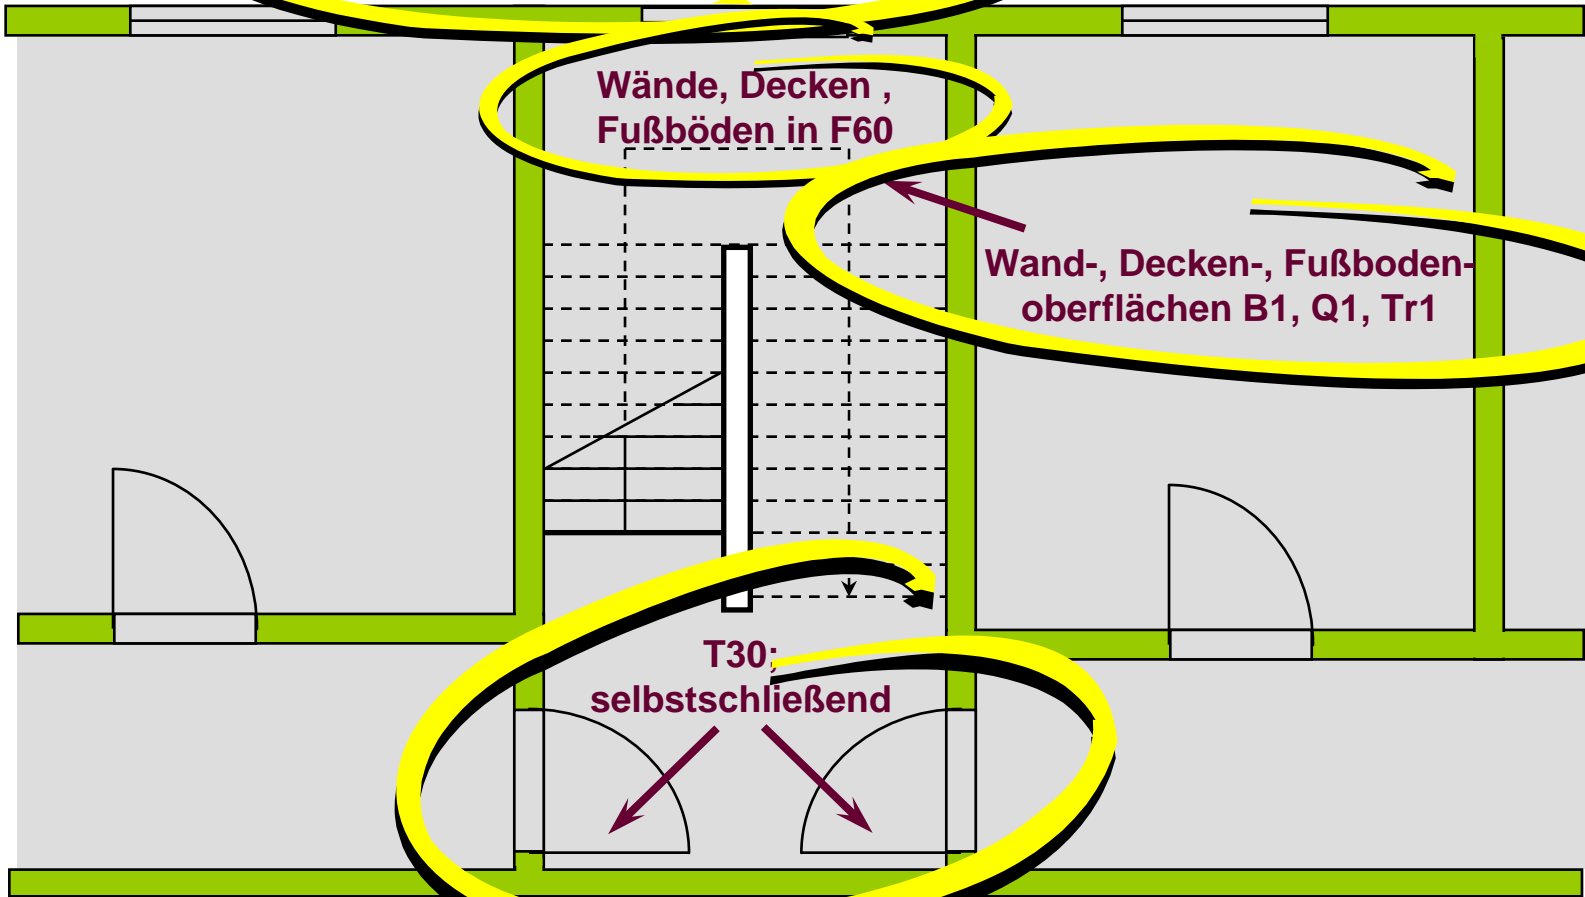 Wände, Decken ,
Fußböden in F60
Wand-, Decken-, Fußboden-
oberflächen B1, Q1, Tr1
T30;
selbstschließend